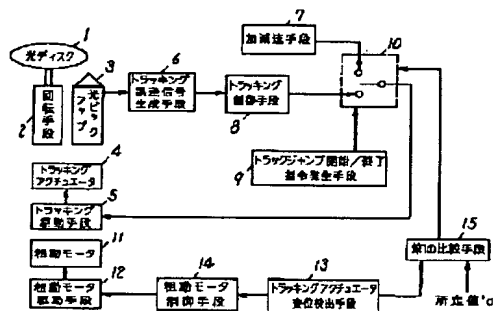 1
光ディスク
2
回転手段
3
光ピックアップ
6
トラッキング
誤差信号
生成手段
トラッキング
制御手段
8
7
加減速手段
10
9
トラックジャンプ開始/終了
指令発生手段
4
トラッキング
アクチュエータ
5
トラッキング
駆動手段
11
粗動モータ
12
粗動モータ
駆動手段
14
粗動モータ
制御手段
13
トラッキングアクチュエータ
変位検出手段
15
第1の比較手段
所定値'a'